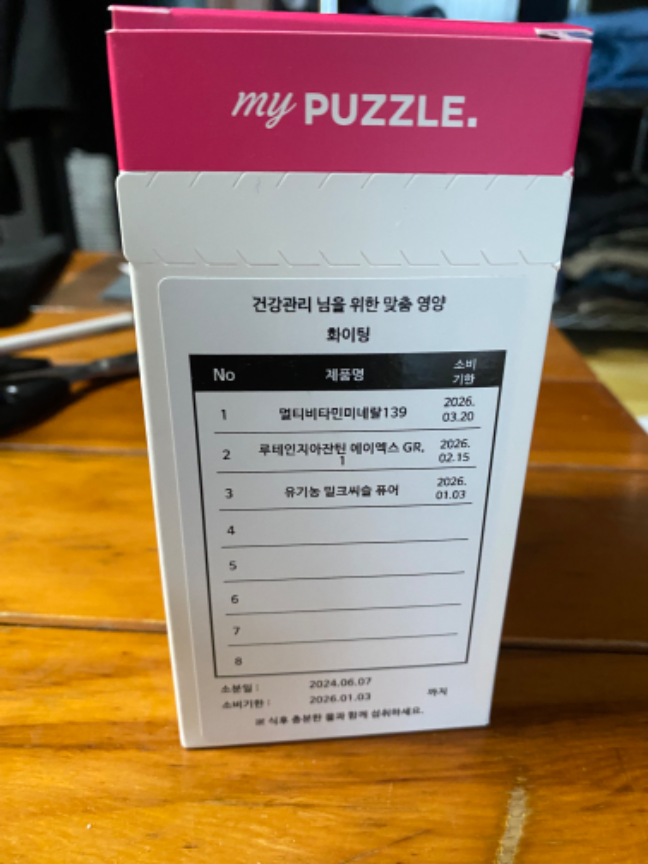 my PUZZLE.
건강관리 님을 위한 맞춤 영양
화이팅
No 제품명 소비
기한
1 멀티비타민미네랄139 2026.
03.20
2 루테인지아잔틴 에이엑스 GR, 2026.
1 02.15
3 유기농 밀크씨슬 퓨어 2026.
01.03
4
5
6
7
8
소분일 : 2024.06.07
소비기한 : 2026.01.03 까지
※ 식후 충분한 물과 함께 섭취하세요.